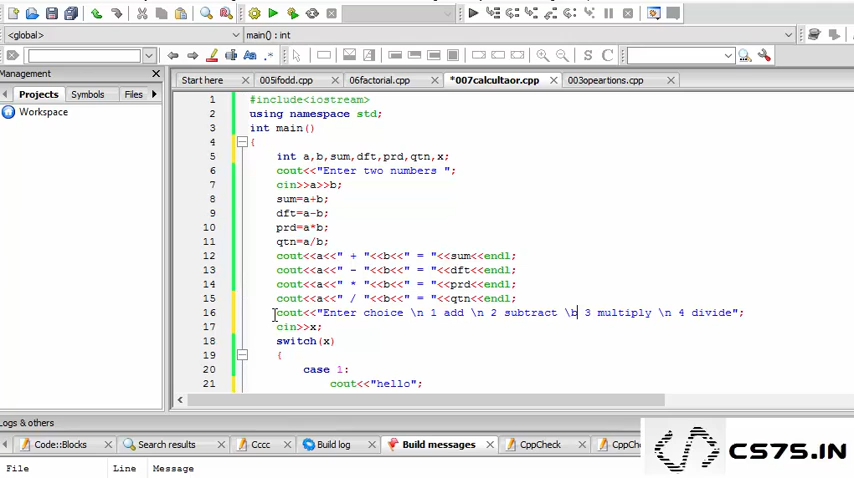 <global>
main() : int
Management
Start here
005ifodd.cpp
06factorial.cpp
*007calcultaor.cpp
003opeartions.cpp
Projects Symbols Files
Workspace
1 #include<iostream>
2 using namespace std;
3 int main()
4 {
5 int a,b,sum,dft,prd,qtn,x;
6 cout<<"Enter two numbers ";
7 cin>>a>>b;
8 sum=a+b;
9 dft=a-b;
10 prd=a*b;
11 qtn=a/b;
12 cout<<a<<" + "<<b<<" = "<<sum<<endl;
13 cout<<a<<" - "<<b<<" = "<<dft<<endl;
14 cout<<a<<" * "<<b<<" = "<<prd<<endl;
15 cout<<a<<" / "<<b<<" = "<<qtn<<endl;
16 cout<<"Enter choice \n 1 add \n 2 subtract \b 3 multiply \n 4 divide";
17 cin>>x;
18 switch(x)
19 {
20 case 1:
21 cout<<"hello";
Logs & others
Code::Blocks
Search results
Cccc
Build log
Build messages
CppCheck
CppChe
File Line Message
CS75.IN